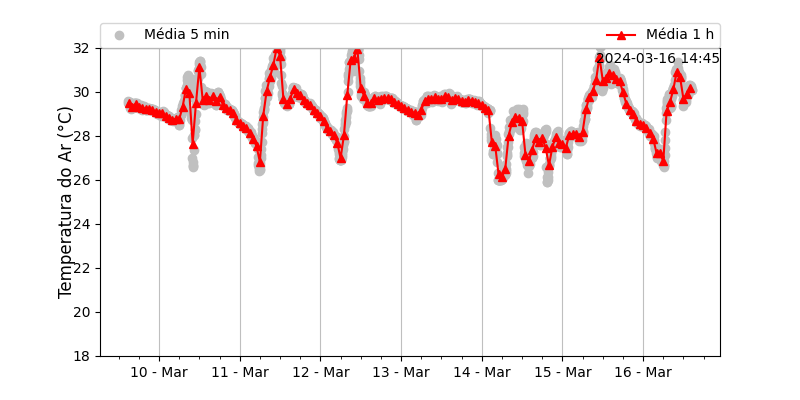 Média 5 min
Média 1 h
2024-03-16 14:45
Temperatura do Ar (°C)
32
30
28
26
24
22
20
18
10 - Mar
11 - Mar
12 - Mar
13 - Mar
14 - Mar
15 - Mar
16 - Mar